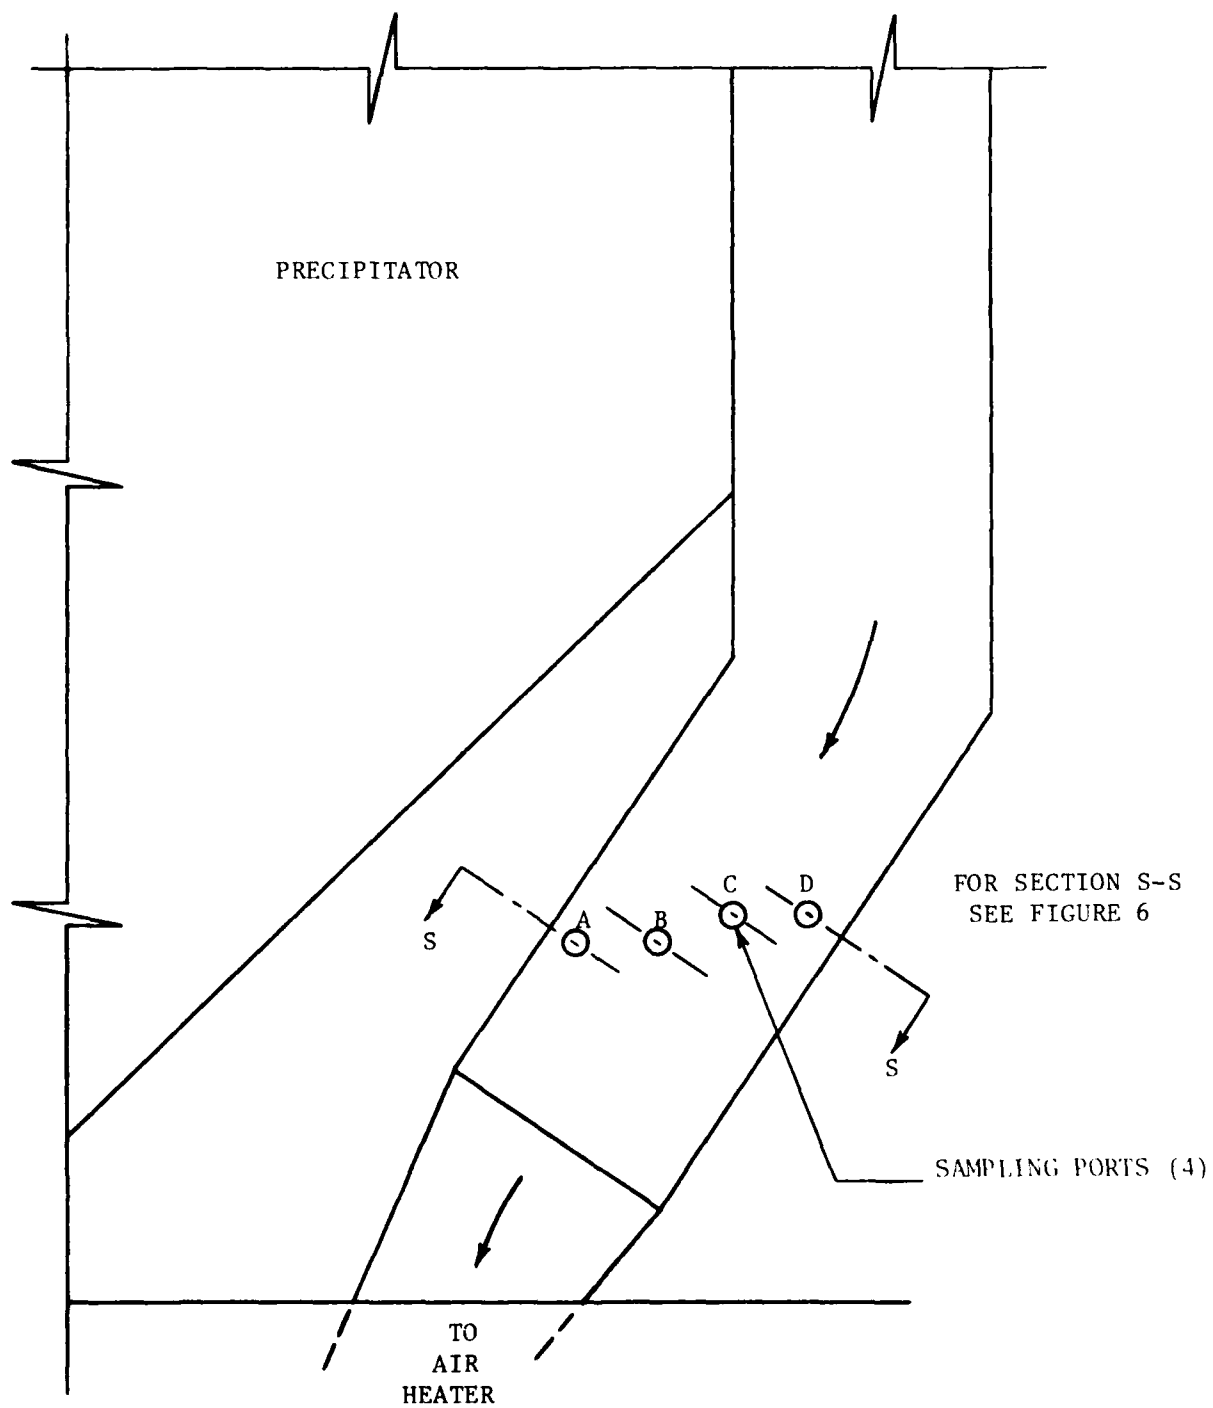 PRECIPITATOR
C D
A B
FOR SECTION S-S
SEE FIGURE 6
S
S
SAMPLING PORTS (4)
TO
AIR
HEATER